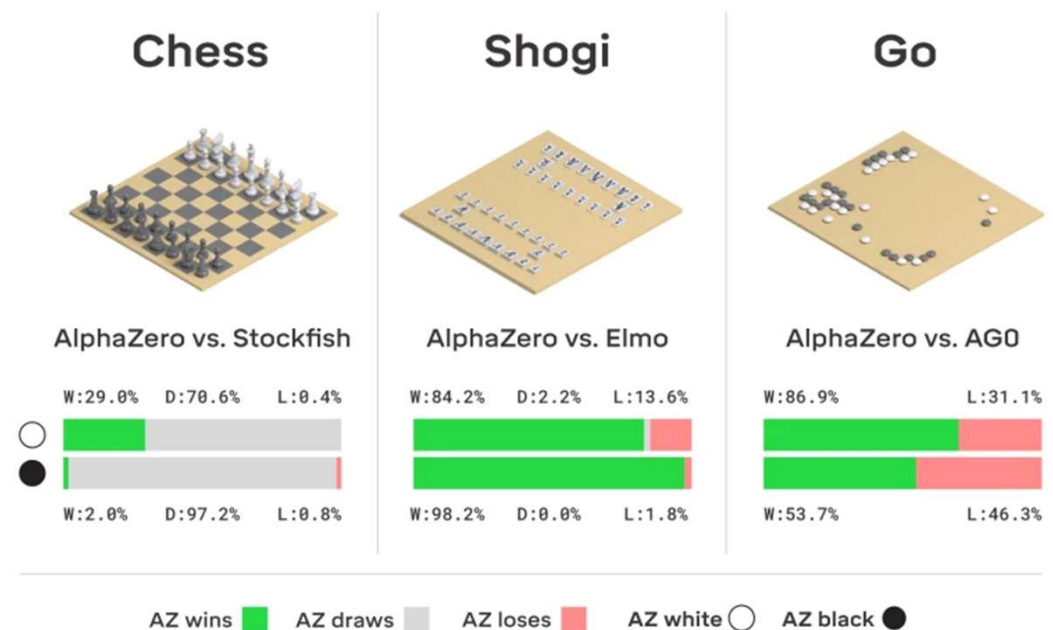 Chess
Shogi
Go
AlphaZero vs. Stockfish
AlphaZero vs. Elmo
AlphaZero vs. AG0
W:29.0% D:70.6% L:0.4%
W:84.2% D:2.2% L:13.6%
W:86.9% L:31.1%
W:2.0% D:97.2% L:0.8%
W:98.2% D:0.0% L:1.8%
W:53.7% L:46.3%
AZ wins
AZ draws
AZ loses
AZ white
AZ black